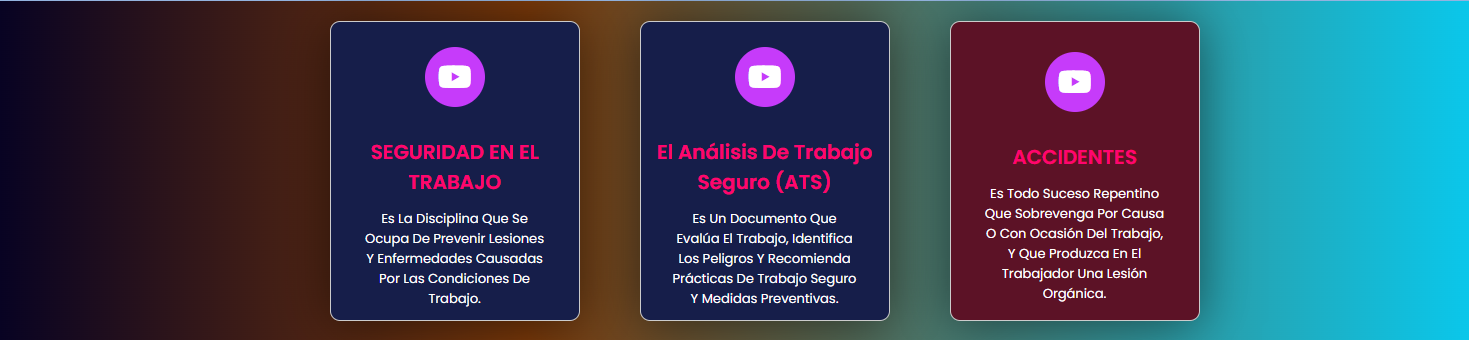 SEGURIDAD EN EL
TRABAJO
Es La Disciplina Que Se
Ocupa De Prevenir Lesiones
Y Enfermedades Causadas
Por Las Condiciones De
Trabajo.
El Análisis De Trabajo
Seguro (ATS)
Es Un Documento Que
Evalúa El Trabajo, Identifica
Los Peligros Y Recomienda
Prácticas De Trabajo Seguro
Y Medidas Preventivas.
ACCIDENTES
Es Todo Suceso Repentino
Que Sobrevenga Por Causa
O Con Ocasión Del Trabajo,
Y Que Produzca En El
Trabajador Una Lesión
Orgánica.